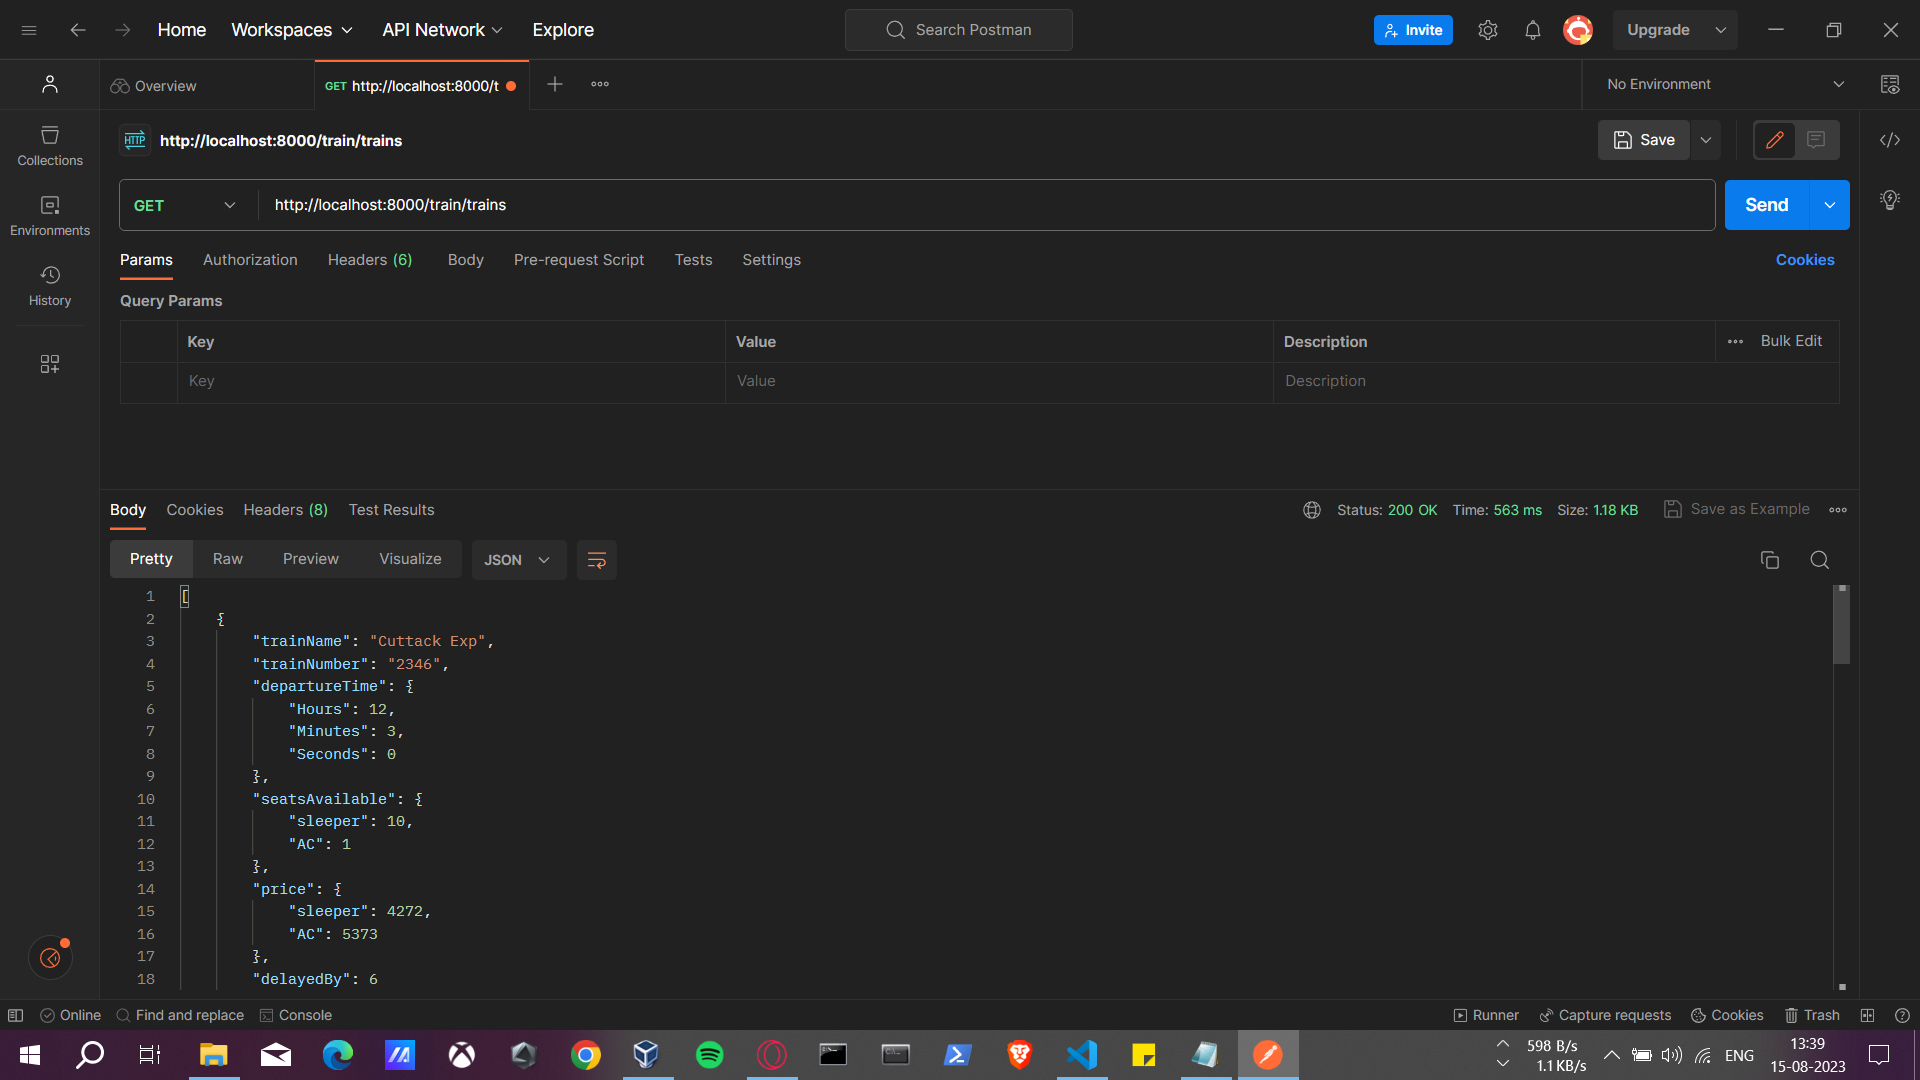 Home Workspaces API Network Explore Search Postman Invite Upgrade
Overview GET http://localhost:8000/t No Environment
HTTP http://localhost:8000/train/trains Save
Collections
Environments
History
GET http://localhost:8000/train/trains Send
Params Authorization Headers (6) Body Pre-request Script Tests Settings Cookies
Query Params
Key Value Description Bulk Edit
Key Value Description
Body Cookies Headers (8) Test Results Status: 200 OK Time: 563 ms Size: 1.18 KB Save as Example
Pretty Raw Preview Visualize JSON
1 [
2 {
3 "trainName": "Cuttack Exp",
4 "trainNumber": "2346",
5 "departureTime": {
6 "Hours": 12,
7 "Minutes": 3,
8 "Seconds": 0
9 },
10 "seatsAvailable": {
11 "sleeper": 10,
12 "AC": 1
13 },
14 "price": {
15 "sleeper": 4272,
16 "AC": 5373
17 },
18 "delayedBy": 6
Online Find and replace Console Runner Capture requests Cookies Trash
598 B/s
1.1 KB/s
ENG
13:39
15-08-2023